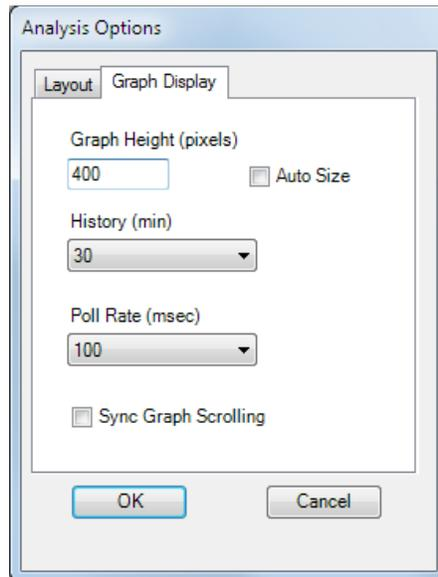 Analysis Options
Layout Graph Display
Graph Height (pixels)
400 Auto Size
History (min)
30
Poll Rate (msec)
100
Sync Graph Scrolling
OK Cancel